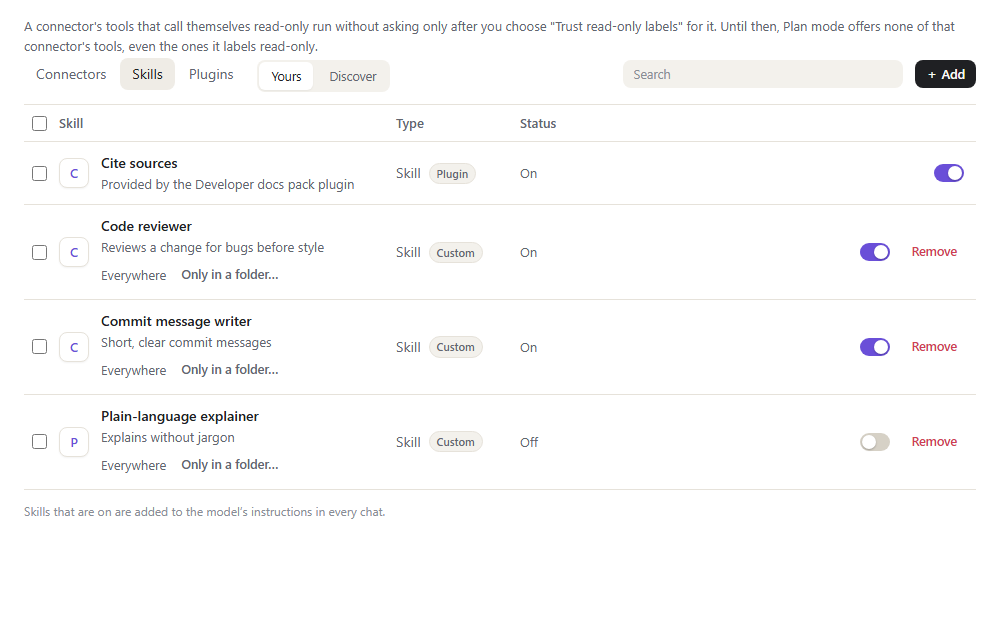 A connector's tools that call themselves read-only run without asking only after you choose "Trust read-only labels" for it. Until then, Plan mode offers none of that
connector's tools, even the ones it labels read-only.
Connectors Skills Plugins Yours Discover Search + Add
Skill Type Status
C Cite sources Skill Plugin On
Provided by the Developer docs pack plugin
Code reviewer
Reviews a change for bugs before style
C Skill Custom On Remove
Everywhere Only in a folder...
Commit message writer
Short, clear commit messages
C Skill Custom On Remove
Everywhere Only in a folder...
Plain-language explainer
Explains without jargon
P Skill Custom Off Remove
Everywhere Only in a folder...
Skills that are on are added to the model's instructions in every chat.